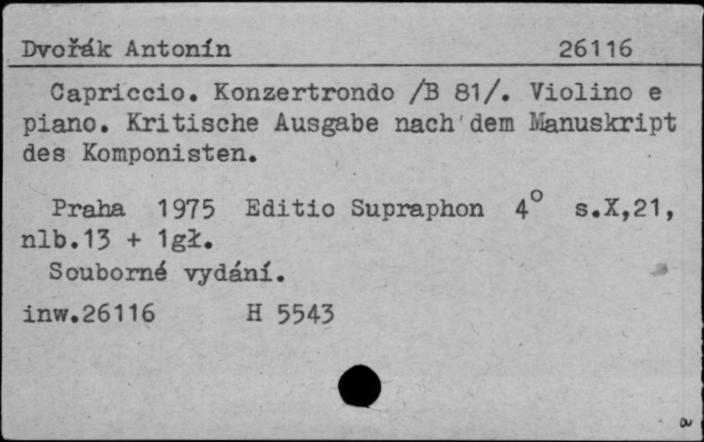 Dvořák Antonín 26116
Capriccio. Konzertrondo /B 81/. Violino e
piano. Kritische Ausgabe nach dem Manuskript
des Komponisten.
Praha 1975 Editio Supraphon 4° s.X,21,
nlb.13 + 1gł.
Souborné vydání.
inw.26116 H 5543